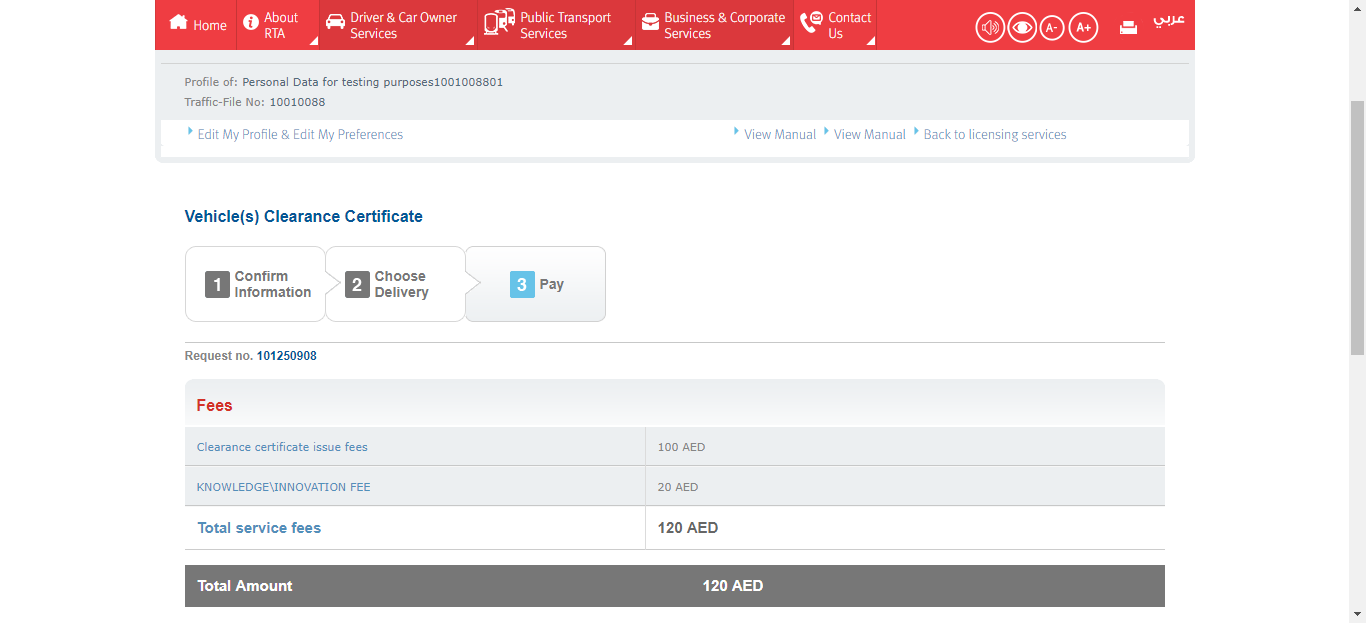 Home
About RTA
Driver & Car Owner Services
Public Transport Services
Business & Corporate Services
Contact Us
A-
A+
عربي
Profile of: Personal Data for testing purposes1001008801
Traffic-File No: 10010088
Edit My Profile & Edit My Preferences
View Manual
View Manual
Back to licensing services
Vehicle(s) Clearance Certificate
1 Confirm Information
2 Choose Delivery
3 Pay
Request no. 101250908
Fees
Clearance certificate issue fees 100 AED
KNOWLEDGE\INNOVATION FEE 20 AED
Total service fees 120 AED
Total Amount 120 AED